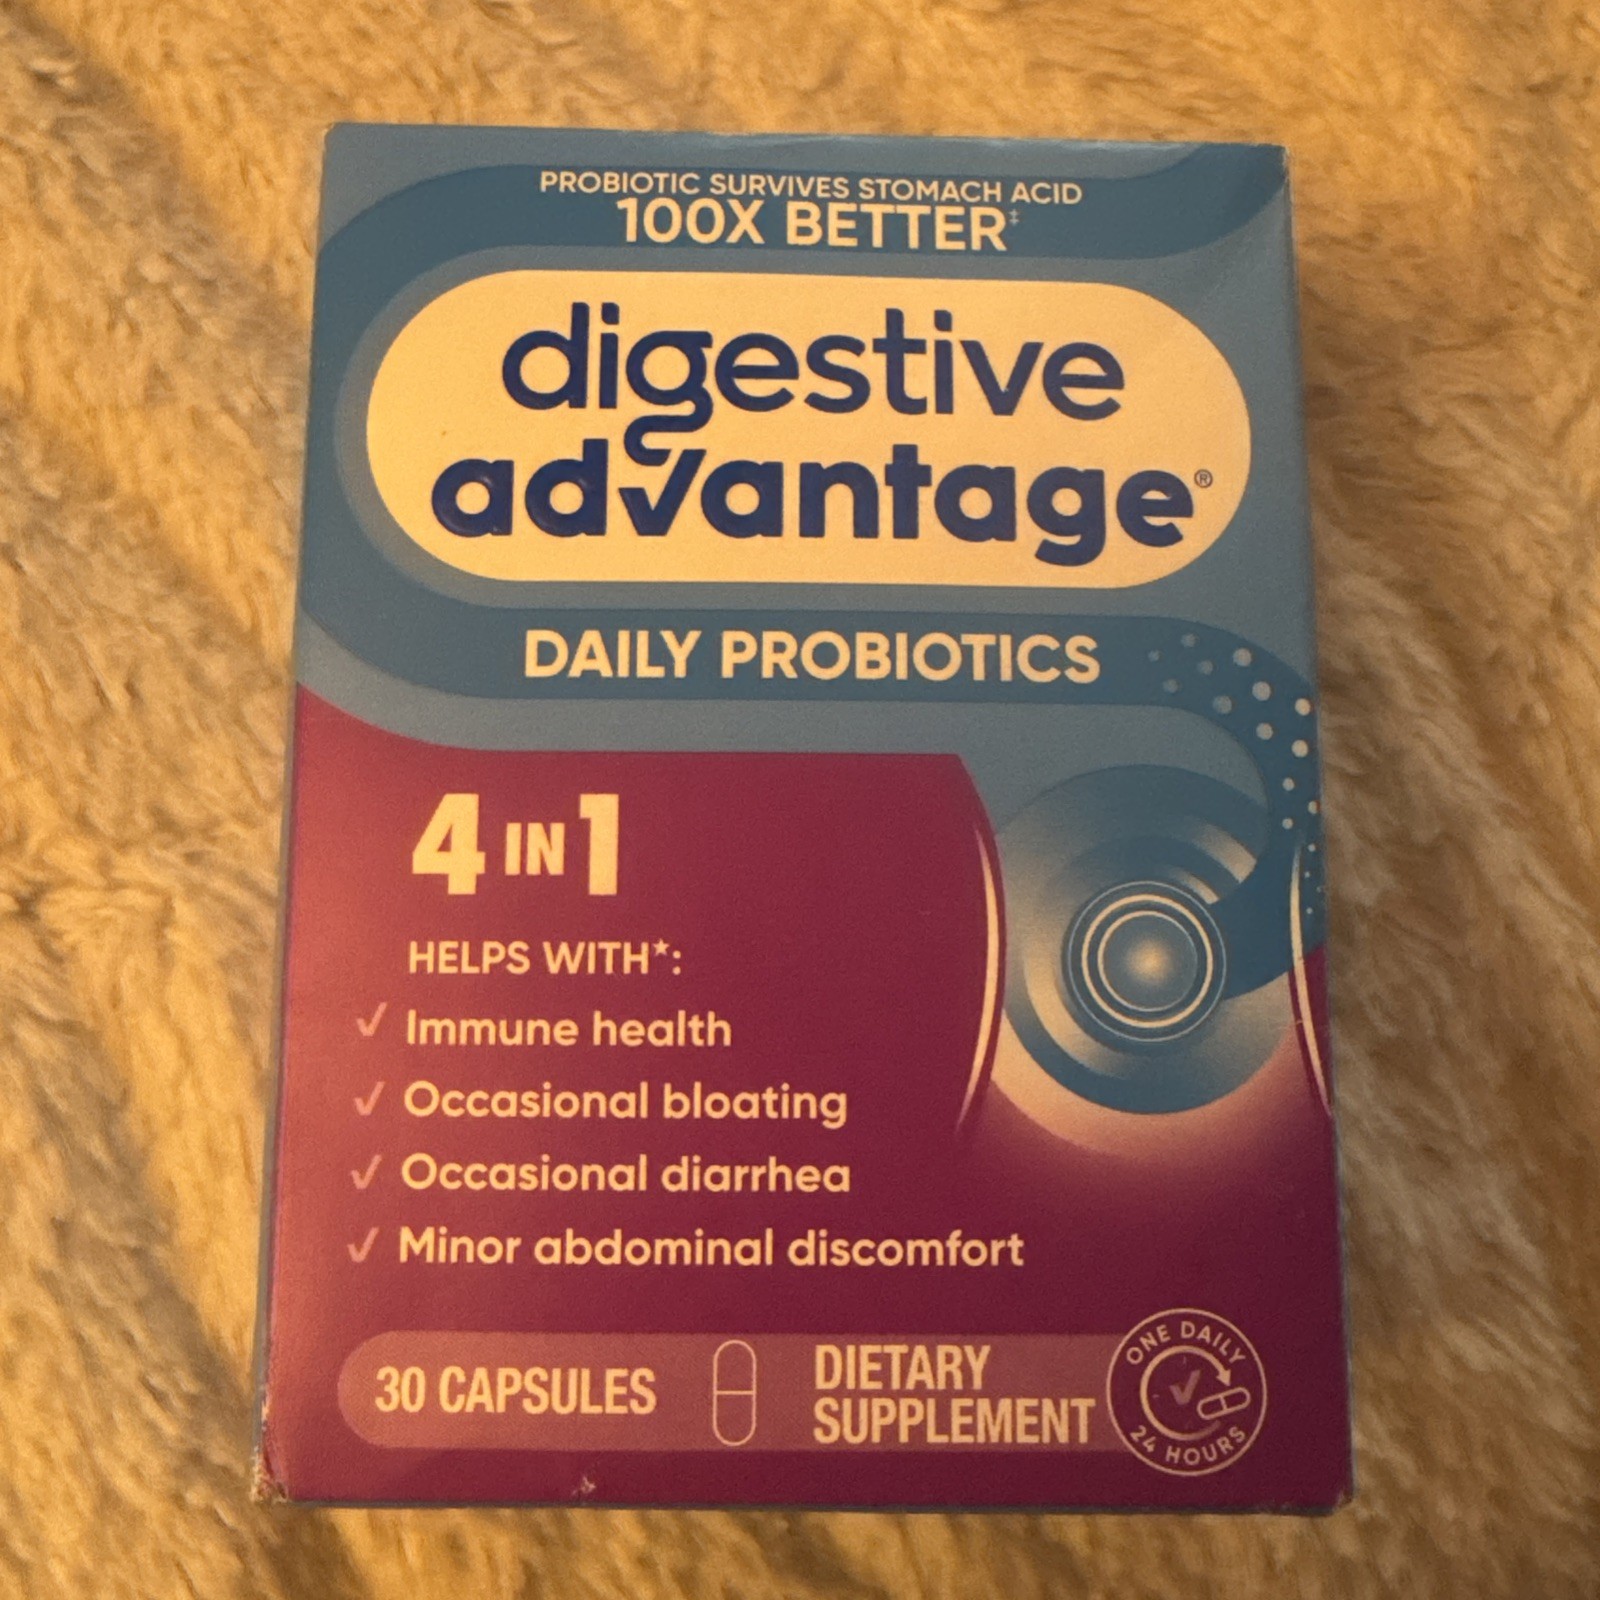 PROBIOTIC SURVIVES STOMACH ACID
100X BETTER‡
digestive
advantage®
DAILY PROBIOTICS
4 IN 1
HELPS WITH*:
✓ Immune health
✓ Occasional bloating
✓ Occasional diarrhea
✓ Minor abdominal discomfort
30 CAPSULES
DIETARY
SUPPLEMENT
ONE DAILY
24 HOURS